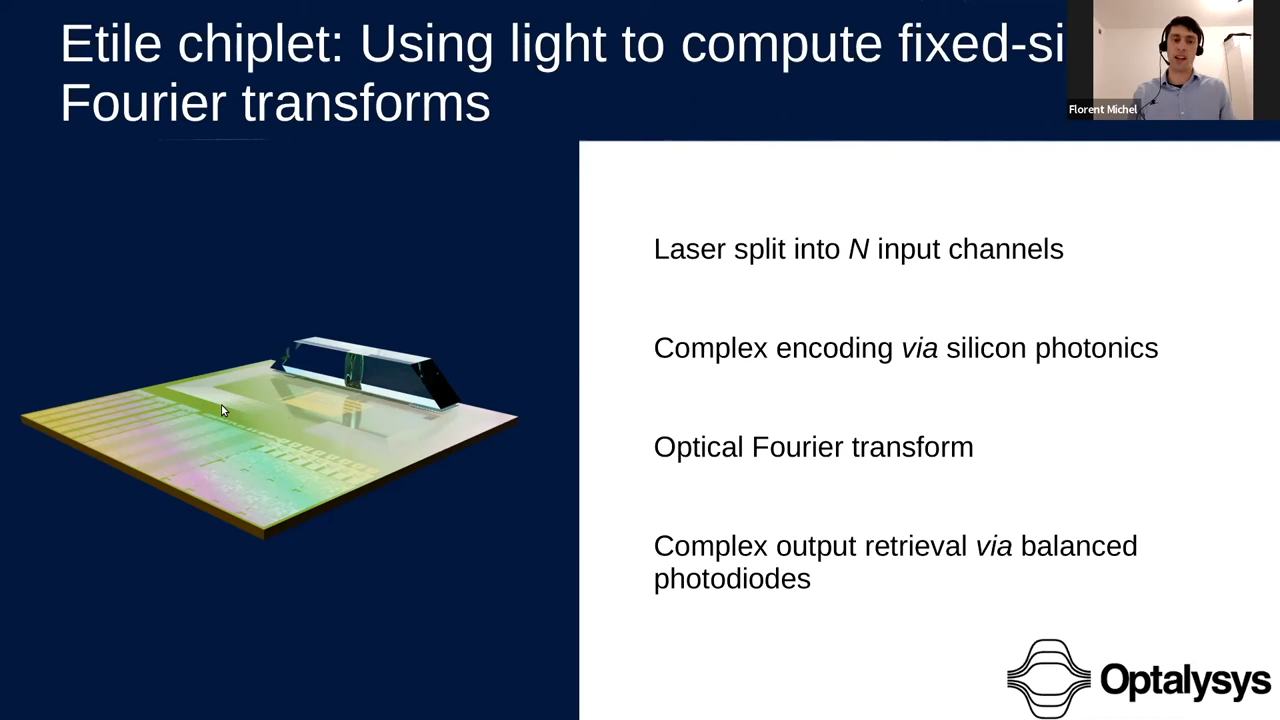 Etile chiplet: Using light to compute fixed-si
Fourier transforms
Florent Michel
Laser split into N input channels
Complex encoding via silicon photonics
Optical Fourier transform
Complex output retrieval via balanced
photodiodes
Optalysys